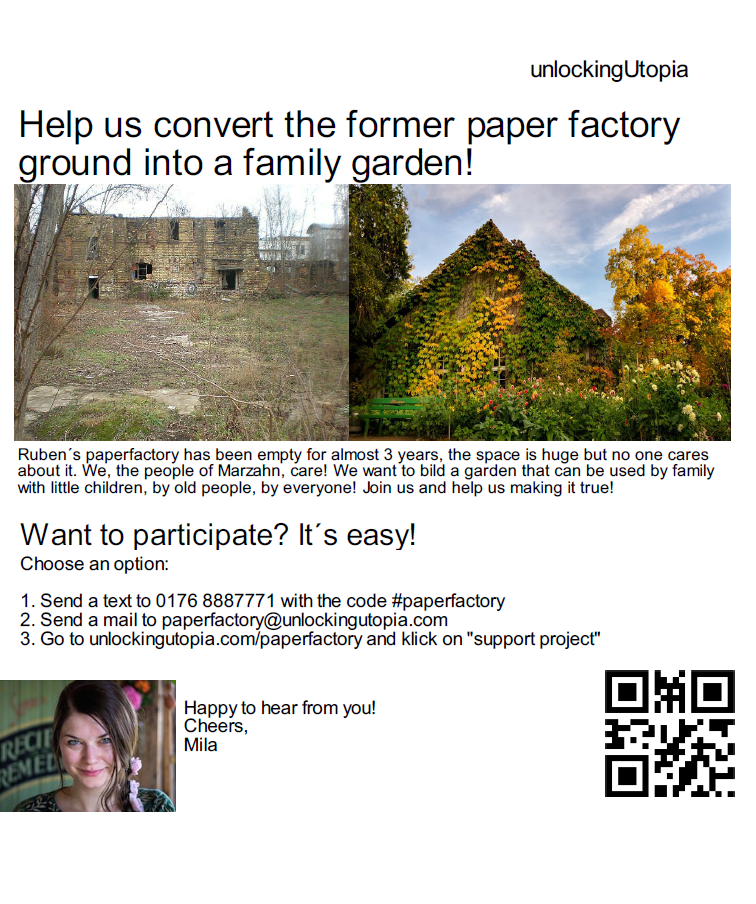 unlockingUtopia
Help us convert the former paper factory
ground into a family garden!
Ruben´s paperfactory has been empty for almost 3 years, the space is huge but no one cares
about it. We, the people of Marzahn, care! We want to bild a garden that can be used by family
with little children, by old people, by everyone! Join us and help us making it true!
Want to participate? It´s easy!
Choose an option:
1. Send a text to 0176 8887771 with the code #paperfactory
2. Send a mail to paperfactory@unlockingutopia.com
3. Go to unlockingutopia.com/paperfactory and klick on "support project"
Happy to hear from you!
Cheers,
Mila